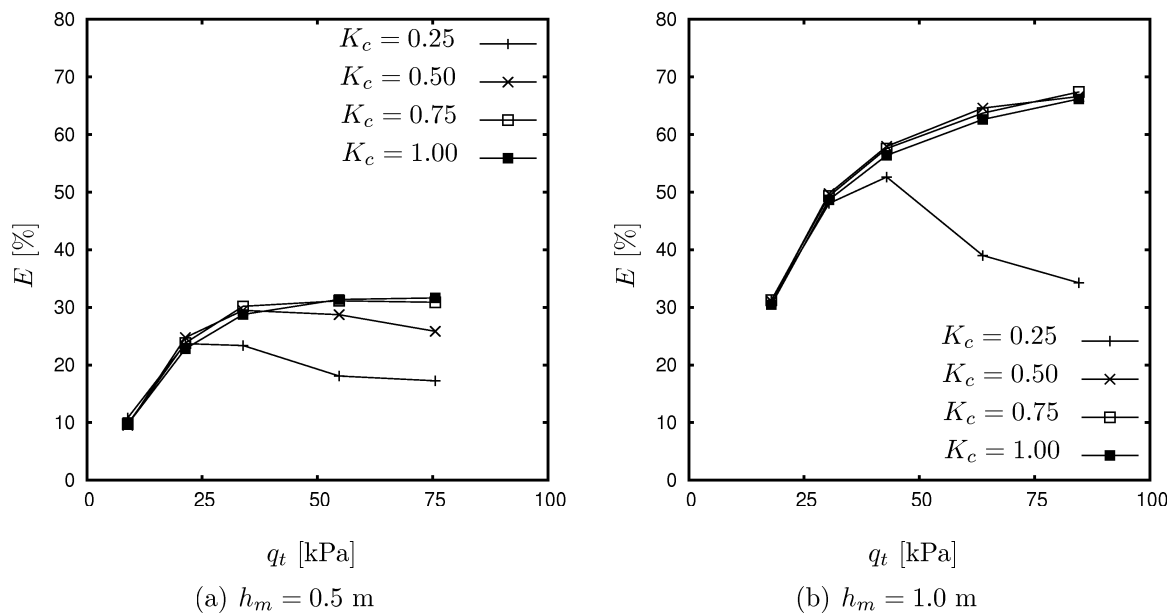 80
70
60
50
40
30
20
10
0
0 25 50 75 100
E [%]
q_t [kPa]
K_c = 0.25
K_c = 0.50
K_c = 0.75
K_c = 1.00
(a) h_m = 0.5 m
80
70
60
50
40
30
20
10
0
0 25 50 75 100
E [%]
q_t [kPa]
K_c = 0.25
K_c = 0.50
K_c = 0.75
K_c = 1.00
(b) h_m = 1.0 m